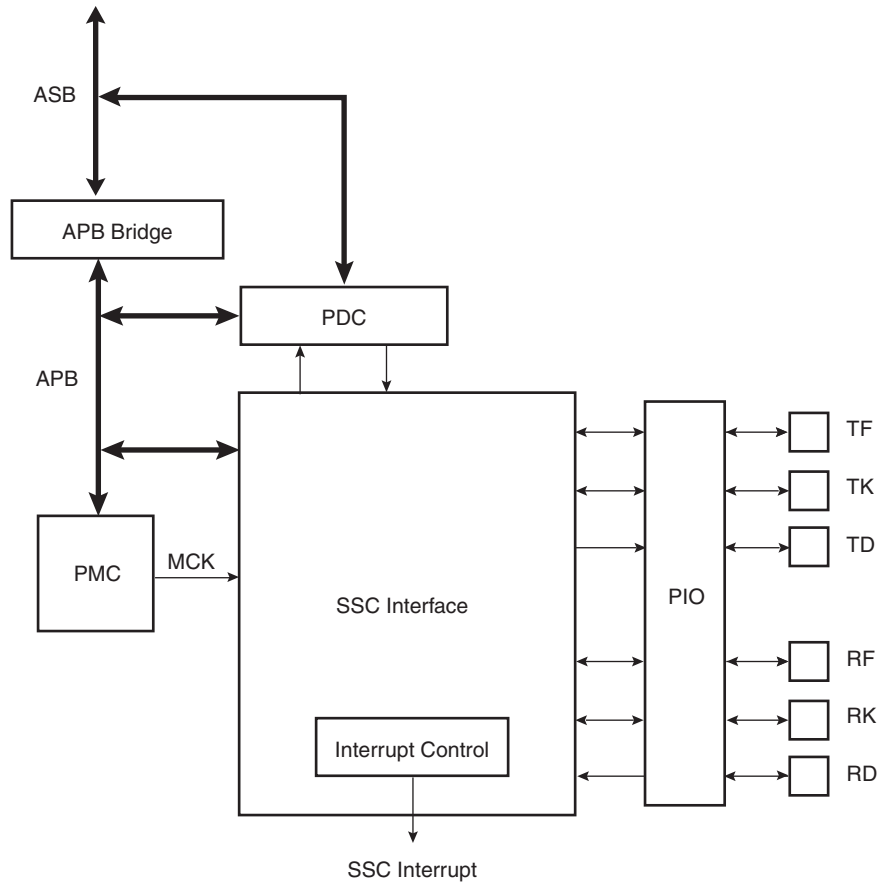 ASB
APB Bridge
PDC
APB
TF
TK
TD
MCK
PMC
SSC Interface
PIO
RF
RK
RD
Interrupt Control
SSC Interrupt